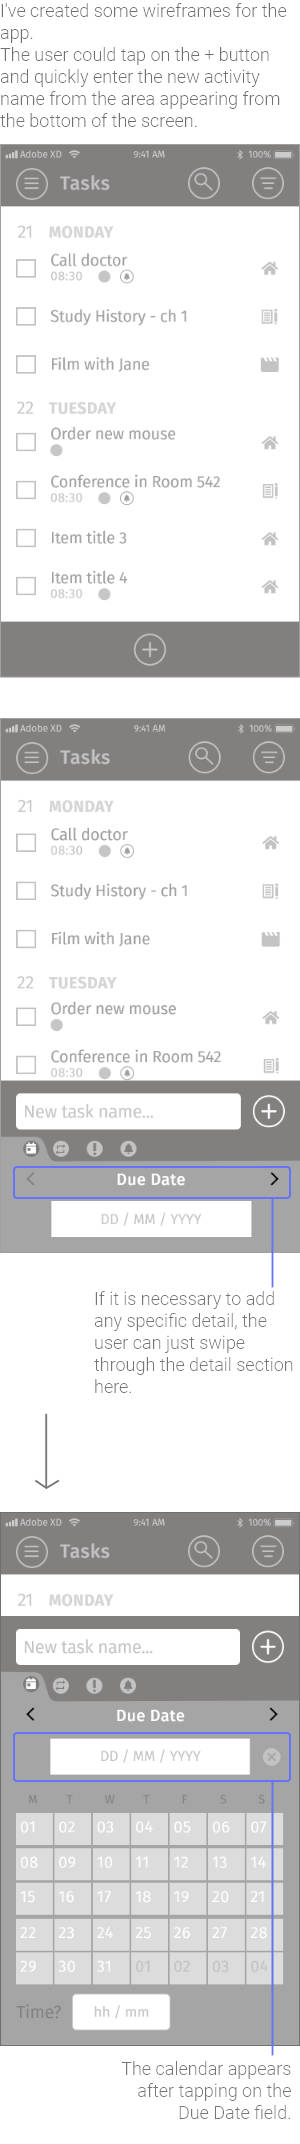 I've created some wireframes for the
app.
The user could tap on the + button
and quickly enter the new activity
name from the area appearing from
the bottom of the screen.
Adobe XD 9:41 AM 100%
Tasks
21 MONDAY
Call doctor
08:30
Study History - ch 1
Film with Jane
22 TUESDAY
Order new mouse
Conference in Room 542
08:30
Item title 3
Item title 4
08:30
Adobe XD 9:41 AM 100%
Tasks
21 MONDAY
Call doctor
08:30
Study History - ch 1
Film with Jane
22 TUESDAY
Order new mouse
Conference in Room 542
08:30
New task name...
Due Date
DD / MM / YYYY
If it is necessary to add
any specific detail, the
user can just swipe
through the detail section
here.
Adobe XD 9:41 AM 100%
Tasks
21 MONDAY
New task name...
Due Date
DD / MM / YYYY
M T W T F S S
01 02 03 04 05 06 07
08 09 10 11 12 13 14
15 16 17 18 19 20 21
22 23 24 25 26 27 28
29 30 31 01 02 03 04
Time? hh / mm
The calendar appears
after tapping on the
Due Date field.